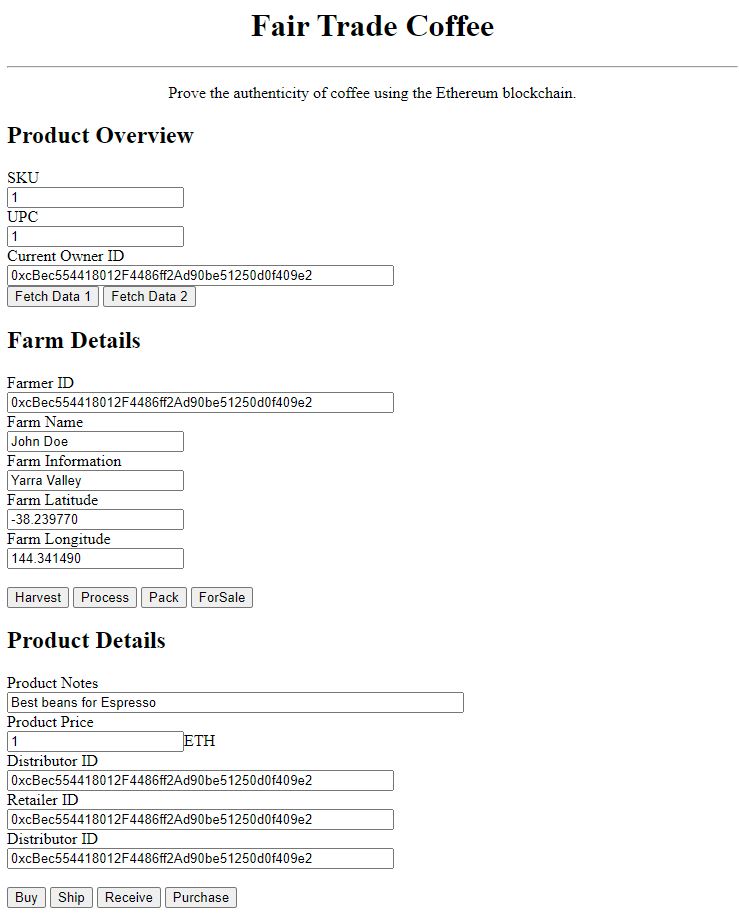 Fair Trade Coffee
Prove the authenticity of coffee using the Ethereum blockchain.
Product Overview
SKU
1
UPC
1
Current Owner ID
0xcBec554418012F4486ff2Ad90be51250d0f409e2
Fetch Data 1 Fetch Data 2
Farm Details
Farmer ID
0xcBec554418012F4486ff2Ad90be51250d0f409e2
Farm Name
John Doe
Farm Information
Yarra Valley
Farm Latitude
-38.239770
Farm Longitude
144.341490
Harvest Process Pack ForSale
Product Details
Product Notes
Best beans for Espresso
Product Price
1 ETH
Distributor ID
0xcBec554418012F4486ff2Ad90be51250d0f409e2
Retailer ID
0xcBec554418012F4486ff2Ad90be51250d0f409e2
Distributor ID
0xcBec554418012F4486ff2Ad90be51250d0f409e2
Buy Ship Receive Purchase